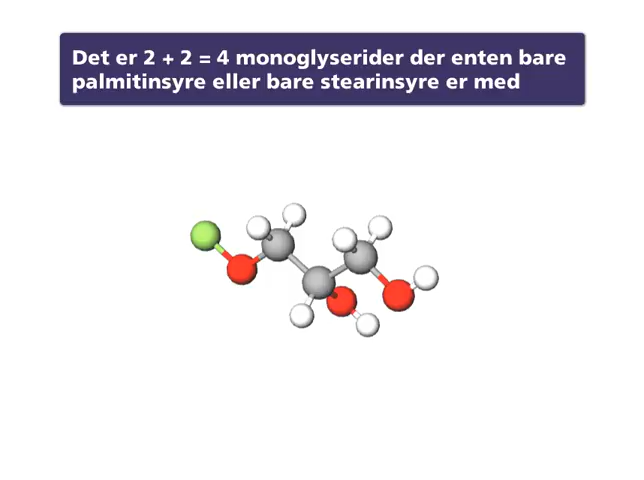 Det er 2 + 2 = 4 monoglyserider der enten bare
palmitinsyre eller bare stearinsyre er med